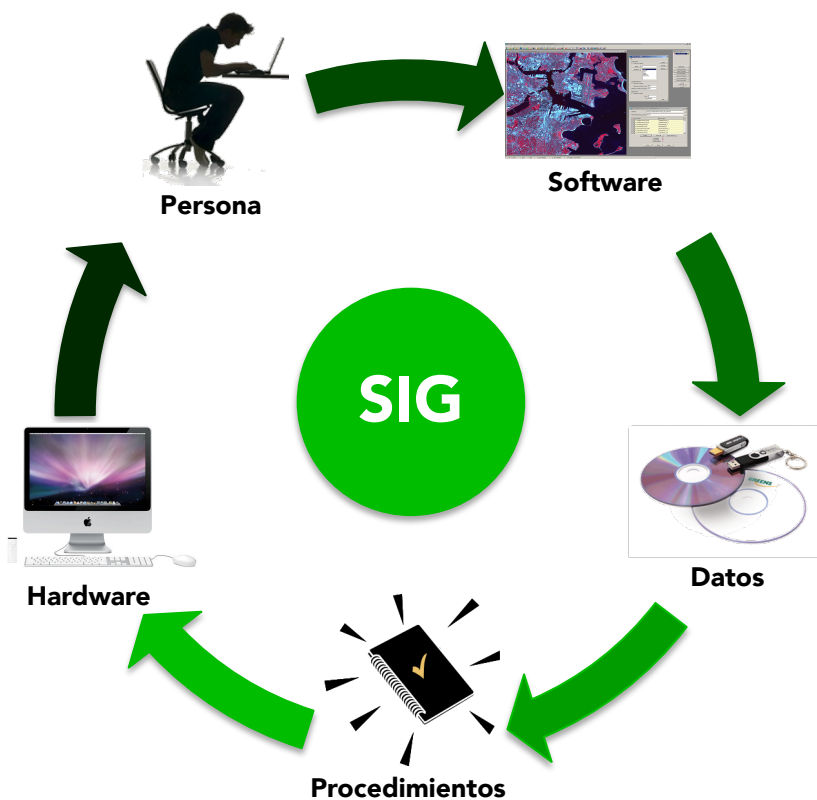 Persona
Software
SIG
Datos
Hardware
Procedimientos